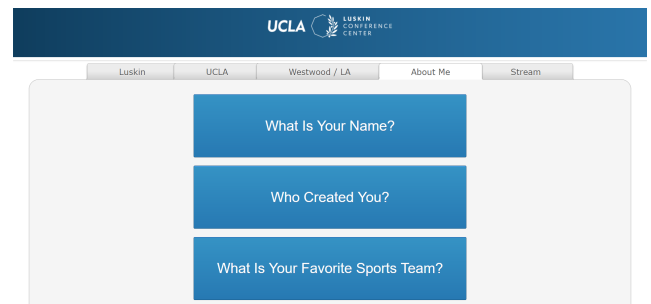 UCLA
LUSKIN
CONFERENCE
CENTER
Luskin
UCLA
Westwood / LA
About Me
Stream
What Is Your Name?
Who Created You?
What Is Your Favorite Sports Team?